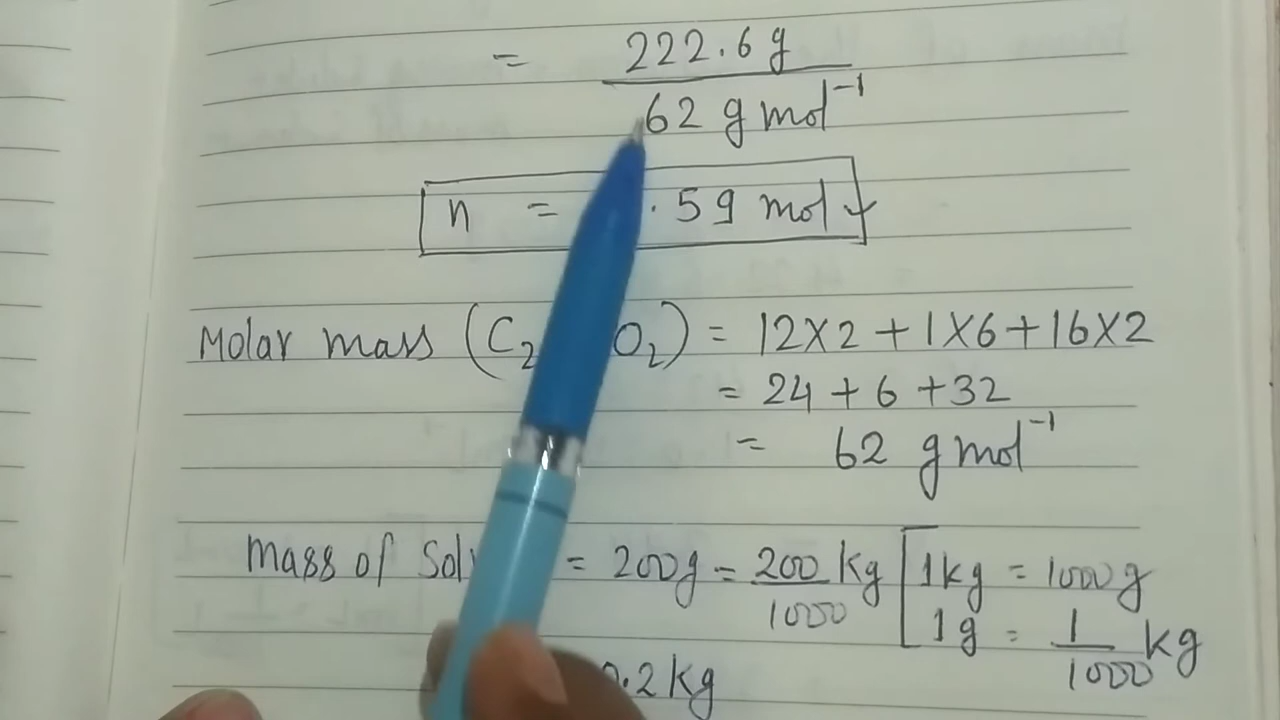 = 222.6 g
62 g mol⁻¹
n = .59 mol
Molar mass (C₂ O₂) = 12×2 + 1×6 + 16×2
= 24 + 6 + 32
= 62 g mol⁻¹
Mass of = 200g = 200/1000 kg [1kg = 1000g
1g = 1/1000 kg
.2 kg